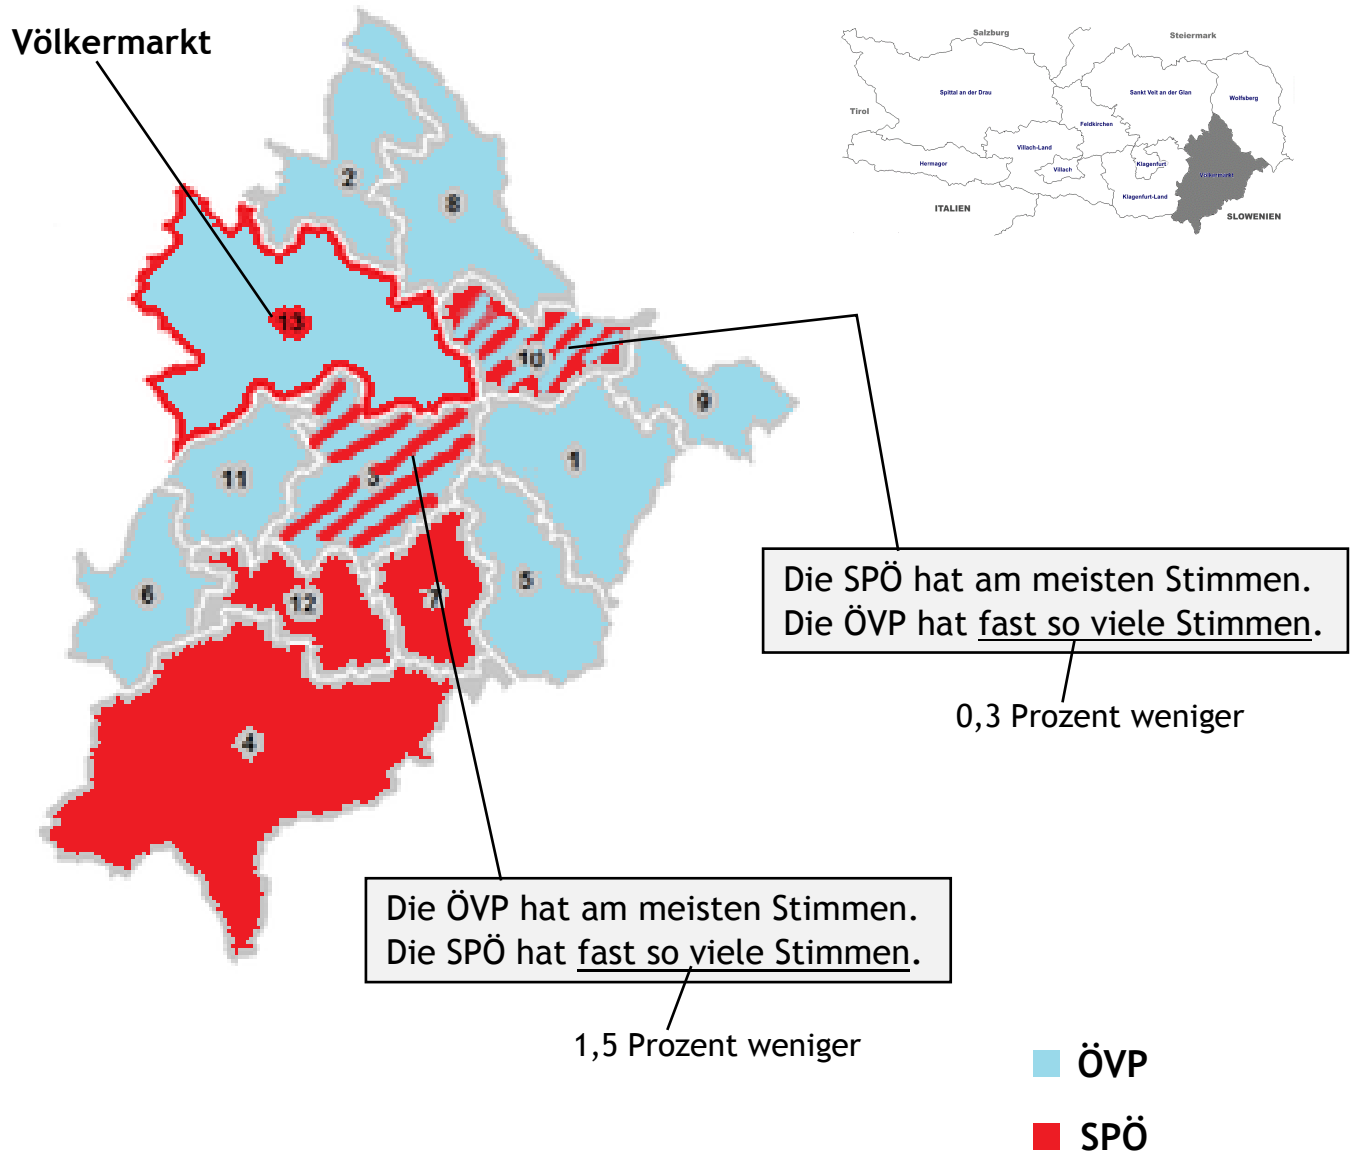 Völkermarkt
Salzburg
Steiermark
Spittal an der Drau
Sankt Veit an der Glan
Wolfsberg
Tirol
Feldkirchen
Villach-Land
Hermagor
Villach
Klagenfurt
Völkermarkt
Klagenfurt-Land
ITALIEN
SLOWENIEN
2
8
13
10
9
1
11
3
5
6
12
7
4
Die SPÖ hat am meisten Stimmen.
Die ÖVP hat fast so viele Stimmen.
0,3 Prozent weniger
Die ÖVP hat am meisten Stimmen.
Die SPÖ hat fast so viele Stimmen.
1,5 Prozent weniger
ÖVP
SPÖ